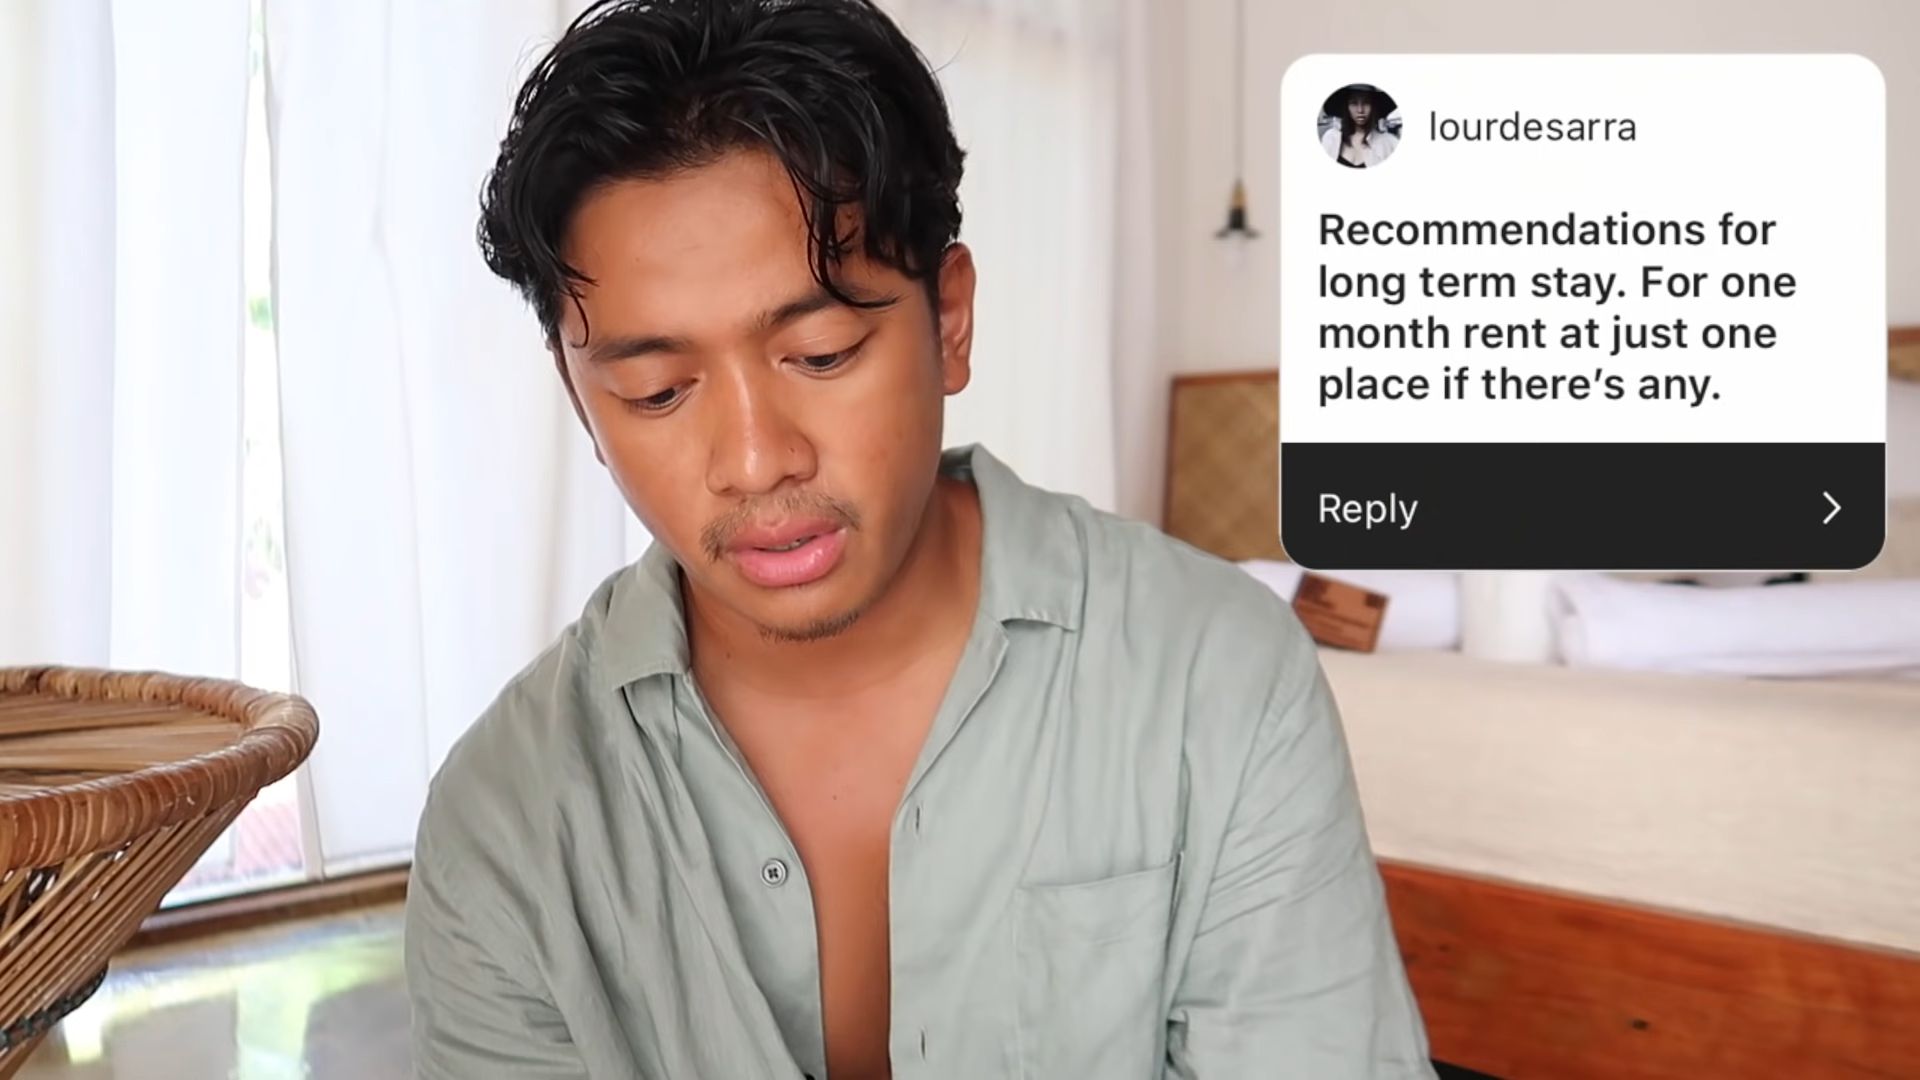 lourdesarra
Recommendations for
long term stay. For one
month rent at just one
place if there's any.
Reply